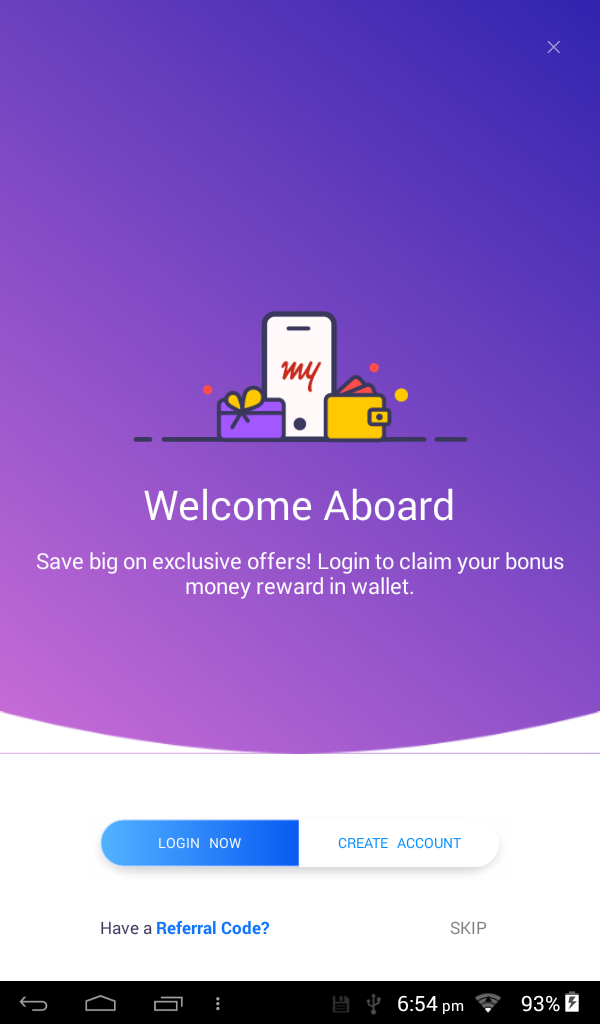 my
Welcome Aboard
Save big on exclusive offers! Login to claim your bonus
money reward in wallet.
LOGIN NOW
CREATE ACCOUNT
Have a Referral Code?
SKIP
6:54 pm
93%